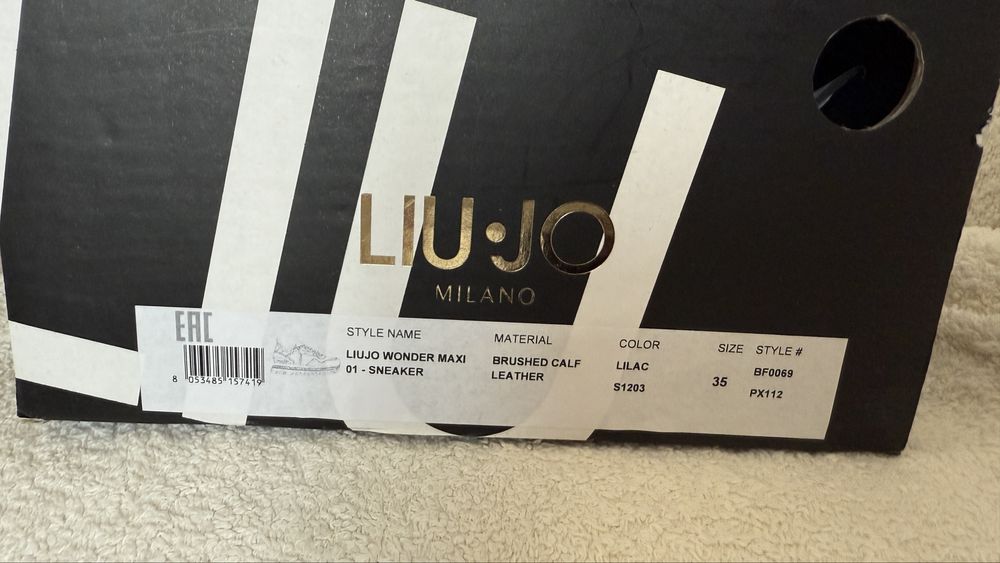 LIU·JO
MILANO
EAC
8 053485 157419
STYLE NAME
LIUJO WONDER MAXI
01 - SNEAKER
MATERIAL
BRUSHED CALF
LEATHER
COLOR
LILAC
S1203
SIZE
35
STYLE #
BF0069
PX112